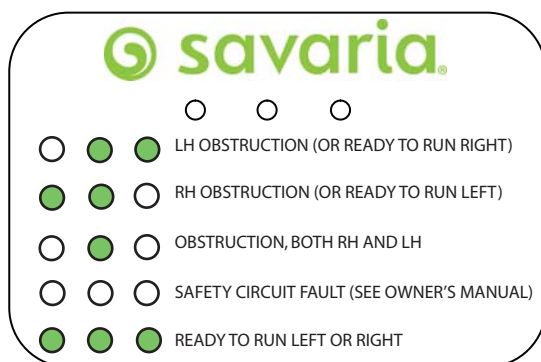 savaria®
LH OBSTRUCTION (OR READY TO RUN RIGHT)
RH OBSTRUCTION (OR READY TO RUN LEFT)
OBSTRUCTION, BOTH RH AND LH
SAFETY CIRCUIT FAULT (SEE OWNER'S MANUAL)
READY TO RUN LEFT OR RIGHT